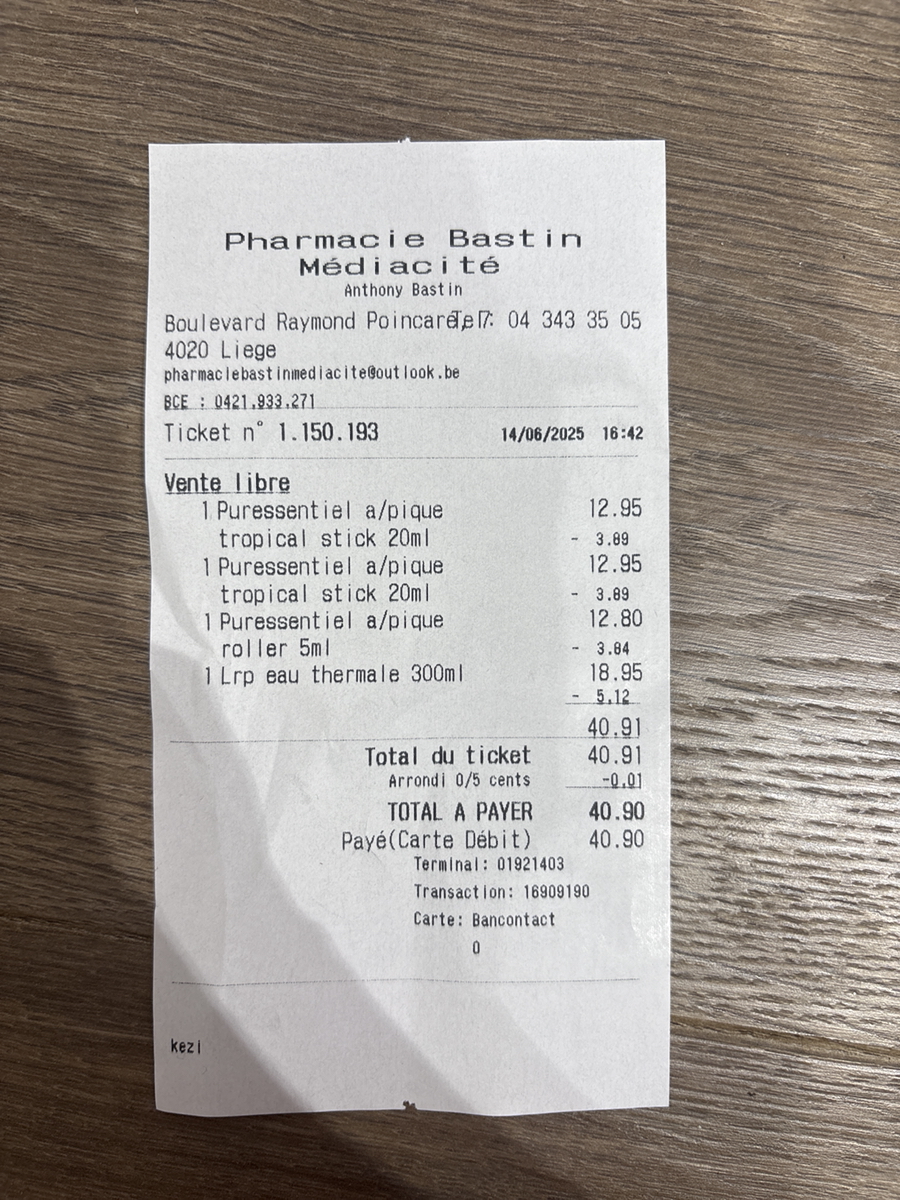 Pharmacie Bastin
Médiacité
Anthony Bastin
Boulevard Raymond Poincaré 7 Tel: 04 343 35 05
4020 Liege
pharmaciebastinmediacite@outlook.be
BCE : 0421.933.271
Ticket n° 1.150.193 14/06/2025 16:42
Vente libre
1 Puressentiel a/pique 12.95
tropical stick 20ml - 3.89
1 Puressentiel a/pique 12.95
tropical stick 20ml - 3.89
1 Puressentiel a/pique 12.80
roller 5ml - 3.84
1 Lrp eau thermale 300ml 18.95
- 5.12
40.91
Total du ticket 40.91
Arrondi 0/5 cents -0.01
TOTAL A PAYER 40.90
Payé(Carte Débit) 40.90
Terminal: 01921403
Transaction: 16909190
Carte: Bancontact
0
kezi